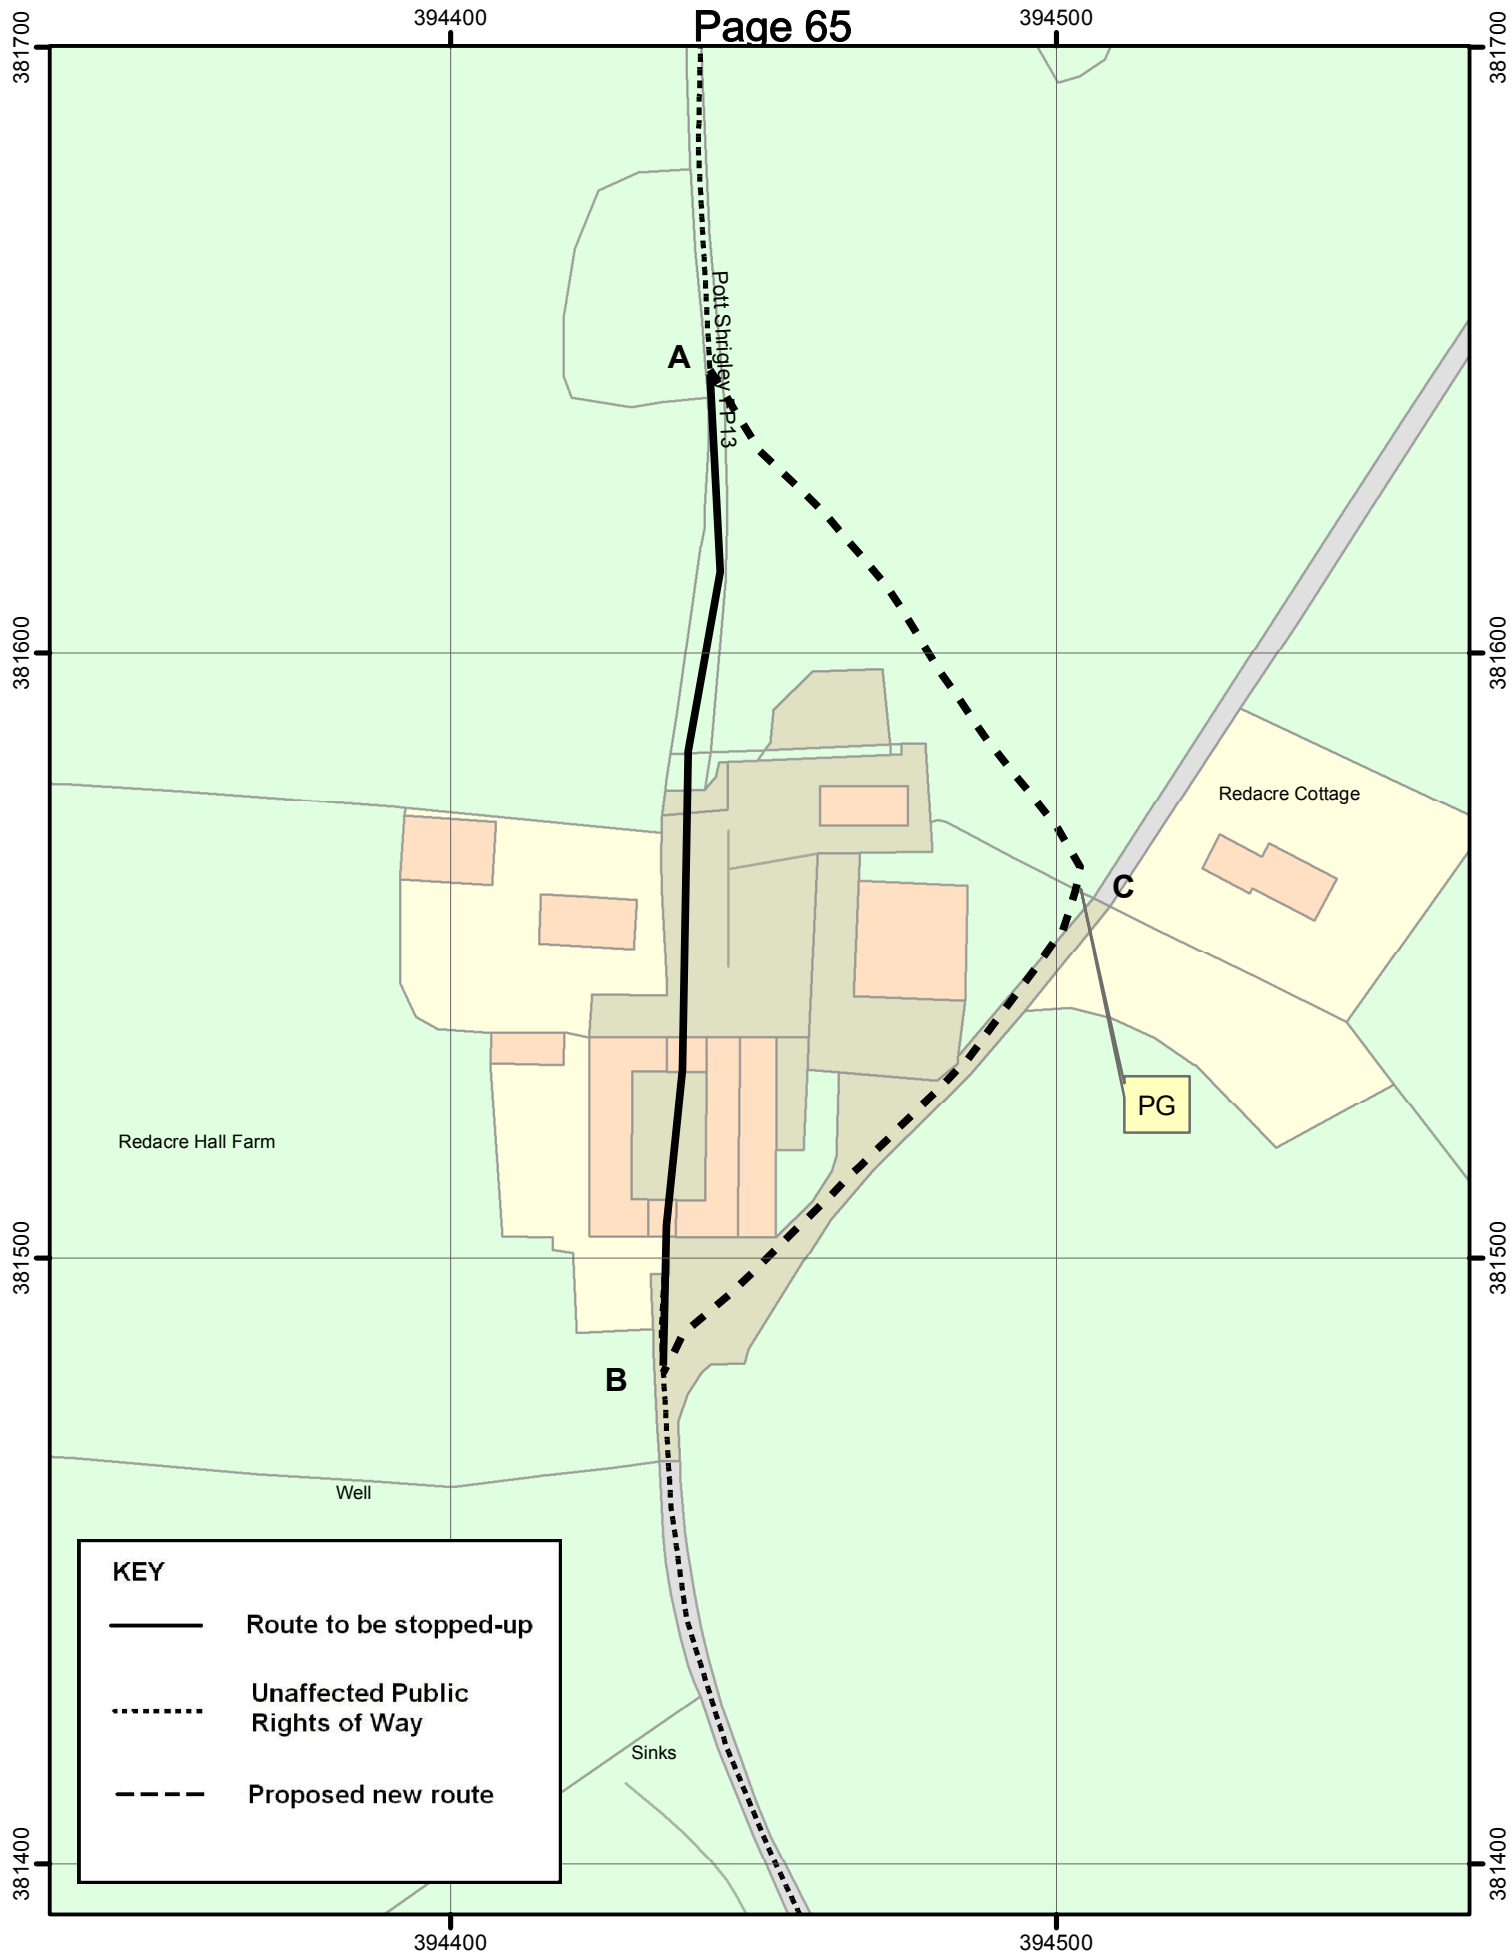 Page 65
394400
394500
381700
381700
Pott Shrigley FP13
A
381600
381600
Redacre Cottage
C
PG
Redacre Hall Farm
381500
381500
B
Well
KEY
Route to be stopped-up
Unaffected Public
Rights of Way
Sinks
Proposed new route
381400
381400
394400
394500